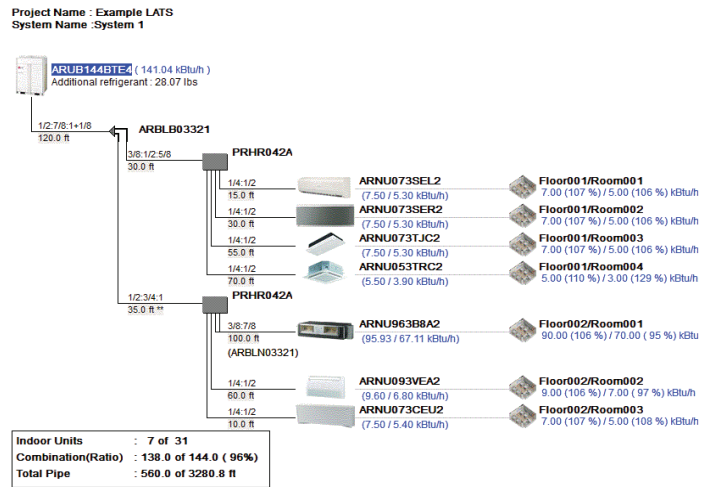 Project Name : Example LATS
System Name :System 1
ARUB144BTE4 ( 141.04 kBtu/h )
Additional refrigerant : 28.07 lbs
1/2:7/8:1+1/8
120.0 ft
ARBLB03321
3/8:1/2:5/8
30.0 ft
PRHR042A
1/4:1/2
15.0 ft
ARNU073SEL2
(7.50 / 5.30 kBtu/h)
Floor001/Room001
7.00 (107 %) / 5.00 (106 %) kBtu/h
1/4:1/2
30.0 ft
ARNU073SER2
(7.50 / 5.30 kBtu/h)
Floor001/Room002
7.00 (107 %) / 5.00 (106 %) kBtu/h
1/4:1/2
55.0 ft
ARNU073TJC2
(7.50 / 5.30 kBtu/h)
Floor001/Room003
7.00 (107 %) / 5.00 (106 %) kBtu/h
1/4:1/2
70.0 ft
ARNU053TRC2
(5.50 / 3.90 kBtu/h)
Floor001/Room004
5.00 (110 %) / 3.00 (129 %) kBtu/h
1/2:3/4:1
35.0 ft **
PRHR042A
3/8:7/8
100.0 ft
(ARBLN03321)
ARNU963B8A2
(95.93 / 67.11 kBtu/h)
Floor002/Room001
90.00 (106 %) / 70.00 ( 95 %) kBtu
1/4:1/2
60.0 ft
ARNU093VEA2
(9.60 / 6.80 kBtu/h)
Floor002/Room002
9.00 (106 %) / 7.00 ( 97 %) kBtu/h
1/4:1/2
10.0 ft
ARNU073CEU2
(7.50 / 5.40 kBtu/h)
Floor002/Room003
7.00 (107 %) / 5.00 (108 %) kBtu/h
Indoor Units : 7 of 31
Combination(Ratio) : 138.0 of 144.0 ( 96%)
Total Pipe : 560.0 of 3280.8 ft